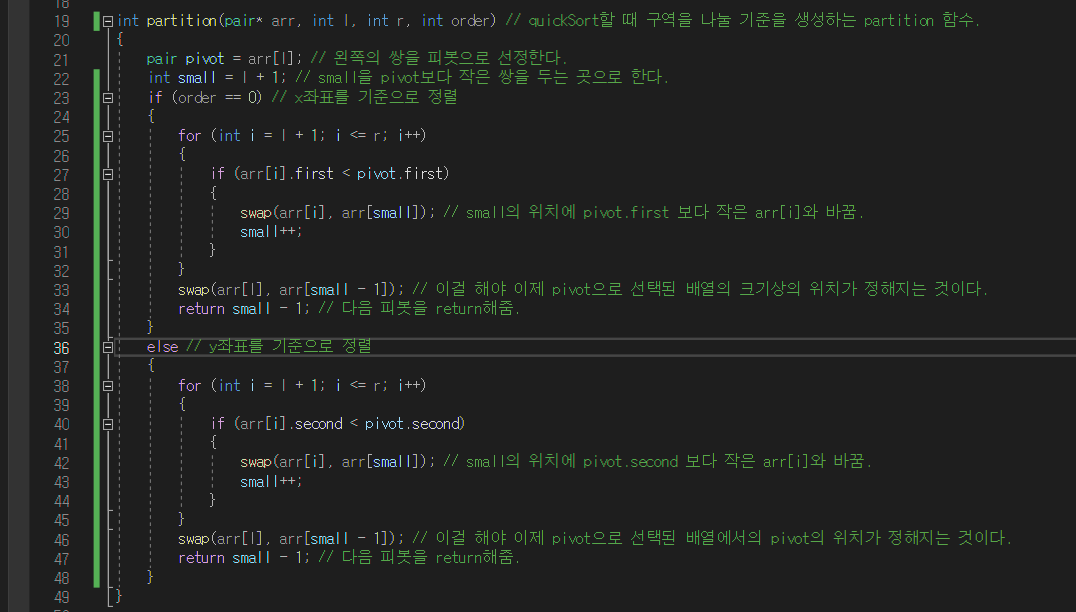 18
19 int partition(pair* arr, int l, int r, int order) // quickSort할 때 구역을 나눌 기준을 생성하는 partition 함수.
20 {
21 pair pivot = arr[l]; // 왼쪽의 쌍을 피봇으로 선정한다.
22 int small = l + 1; // small을 pivot보다 작은 쌍을 두는 곳으로 한다.
23 if (order == 0) // x좌표를 기준으로 정렬
24 {
25 for (int i = l + 1; i <= r; i++)
26 {
27 if (arr[i].first < pivot.first)
28 {
29 swap(arr[i], arr[small]); // small의 위치에 pivot.first 보다 작은 arr[i]와 바꿈.
30 small++;
31 }
32 }
33 swap(arr[l], arr[small - 1]); // 이걸 해야 이제 pivot으로 선택된 배열의 크기상의 위치가 정해지는 것이다.
34 return small - 1; // 다음 피봇을 return해줌.
35 }
36 else // y좌표를 기준으로 정렬
37 {
38 for (int i = l + 1; i <= r; i++)
39 {
40 if (arr[i].second < pivot.second)
41 {
42 swap(arr[i], arr[small]); // small의 위치에 pivot.second 보다 작은 arr[i]와 바꿈.
43 small++;
44 }
45 }
46 swap(arr[l], arr[small - 1]); // 이걸 해야 이제 pivot으로 선택된 배열에서의 pivot의 위치가 정해지는 것이다.
47 return small - 1; // 다음 피봇을 return해줌.
48 }
49 }